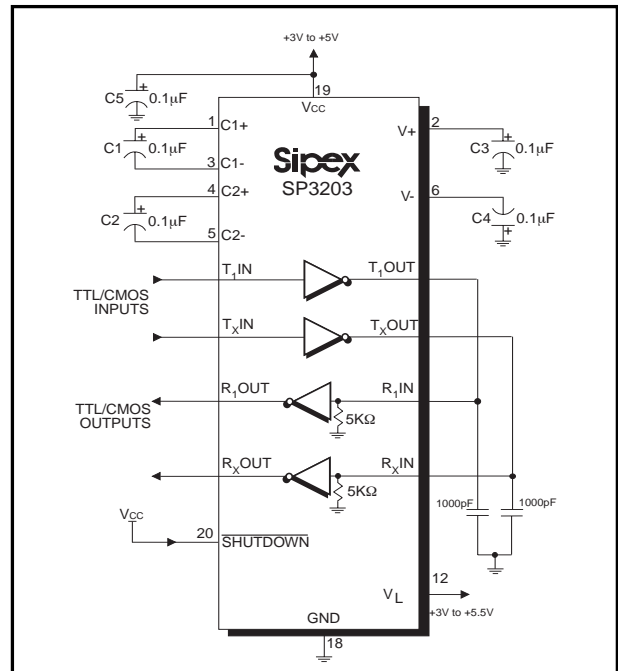 +3V to +5V
19
VCC
C5
+
0.1µF
1
C1+
V+
2
C1
+
0.1µF
C3
+
0.1µF
3
C1-
Sipex
SP3203
4
C2+
V-
6
C2
+
0.1µF
C4
+
0.1µF
5
C2-
TTL/CMOS
INPUTS
T1IN
T1OUT
TXIN
TXOUT
TTL/CMOS
OUTPUTS
R1OUT
R1IN
5KΩ
RXOUT
RXIN
5KΩ
1000pF
1000pF
VCC
20
SHUTDOWN
VL
12
+3V to +5.5V
GND
18